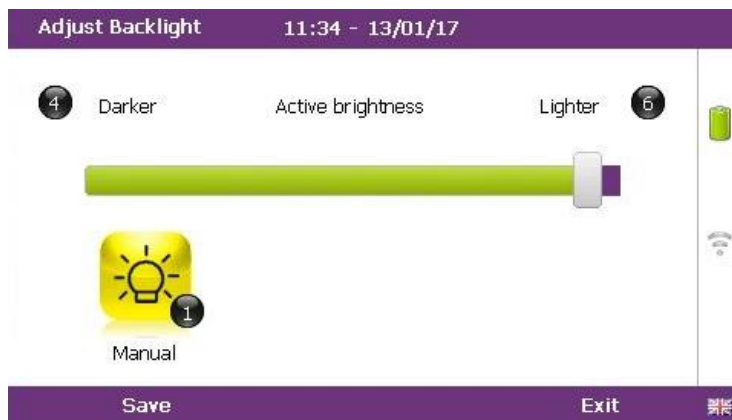 Adjust Backlight 11:34 - 13/01/17
4 Darker Active brightness Lighter 6
1
Manual
Save Exit